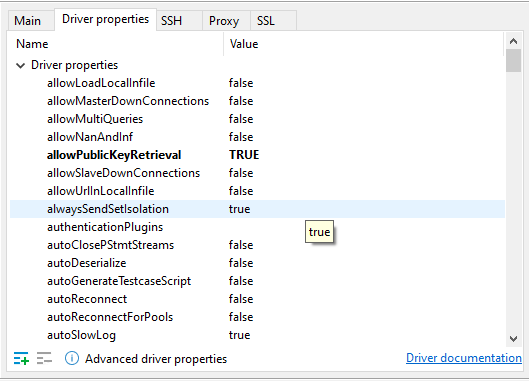 Main Driver properties SSH Proxy SSL
Name Value
Driver properties
allowLoadLocalInfile false
allowMasterDownConnections false
allowMultiQueries false
allowNanAndInf false
allowPublicKeyRetrieval TRUE
allowSlaveDownConnections false
allowUrlInLocalInfile false
alwaysSendSetIsolation true
authenticationPlugins
true
autoClosePStmtStreams false
autoDeserialize false
autoGenerateTestcaseScript false
autoReconnect false
autoReconnectForPools false
autoSlowLog true
Advanced driver properties Driver documentation